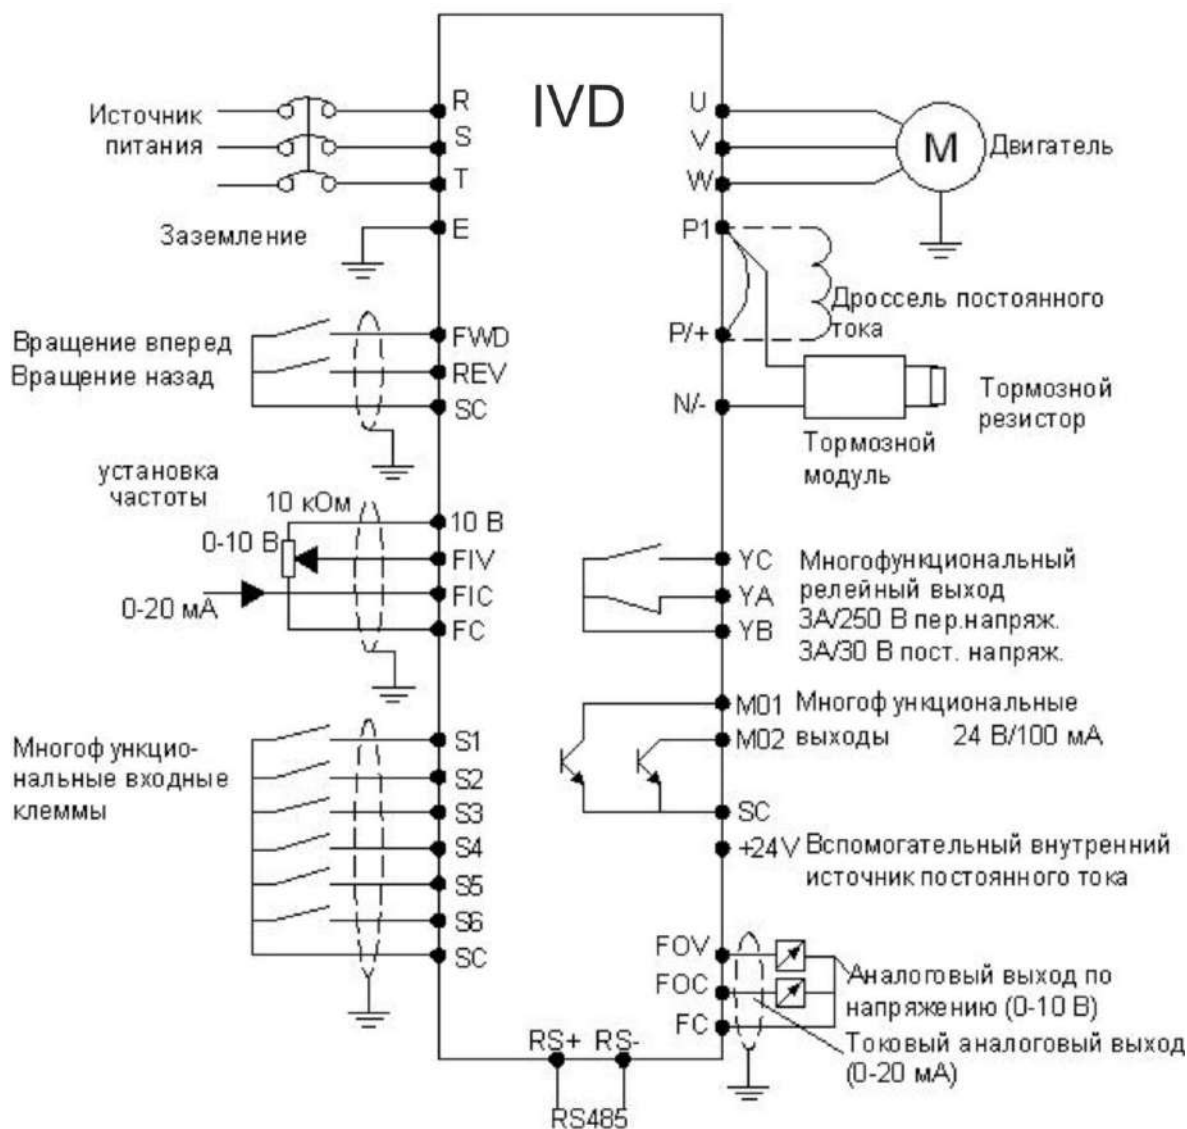 IVD
Источник
питания
R
S
T
Заземление
E
Вращение вперед
Вращение назад
FWD
REV
SC
установка
частоты
10 кОм
0-10 В
0-20 мА
10 В
FIV
FIC
FC
Многофункцио-
нальные входные
клеммы
S1
S2
S3
S4
S5
S6
SC
RS+ RS-
RS485
U
V
W
M
Двигатель
P1
P/+
N/-
Дроссель постоянного
тока
Тормозной
резистор
Тормозной
модуль
YC
YA
YB
Многофункциональный
релейный выход
3А/250 В пер.напряж.
3А/30 В пост. напряж.
M01 Многофункциональные
M02 выходы 24 В/100 мА
SC
+24V Вспомогательный внутренний
источник постоянного тока
FOV
FOC
FC
Аналоговый выход по
напряжению (0-10 В)
Токовый аналоговый выход
(0-20 мА)